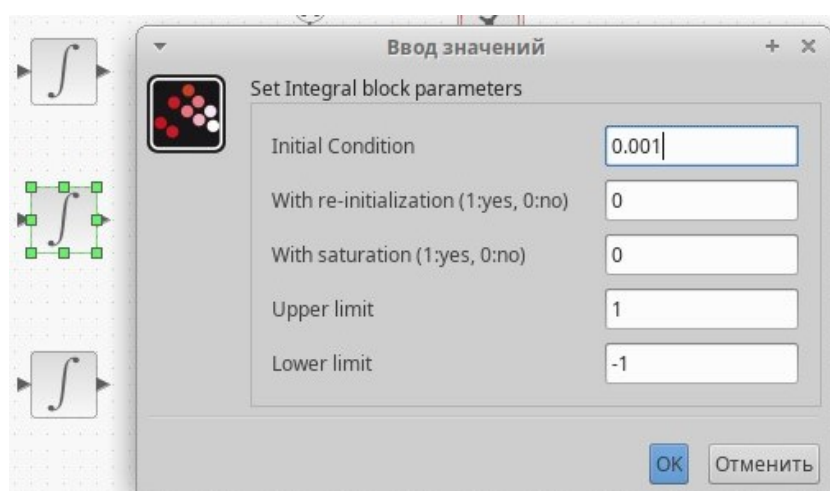 Ввод значений
Set Integral block parameters
Initial Condition 0.001
With re-initialization (1:yes, 0:no) 0
With saturation (1:yes, 0:no) 0
Upper limit 1
Lower limit -1
OK Отменить
∫
∫
∫